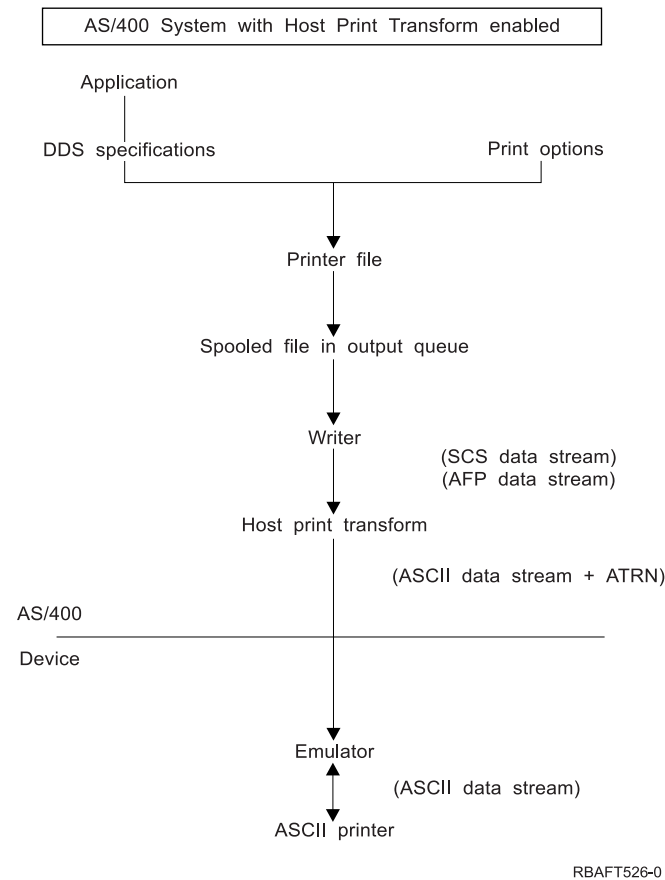 AS/400 System with Host Print Transform enabled
Application
DDS specifications
Print options
Printer file
Spooled file in output queue
Writer
(SCS data stream)
(AFP data stream)
Host print transform
(ASCII data stream + ATRN)
AS/400
Device
Emulator
(ASCII data stream)
ASCII printer
RBAFT526-0